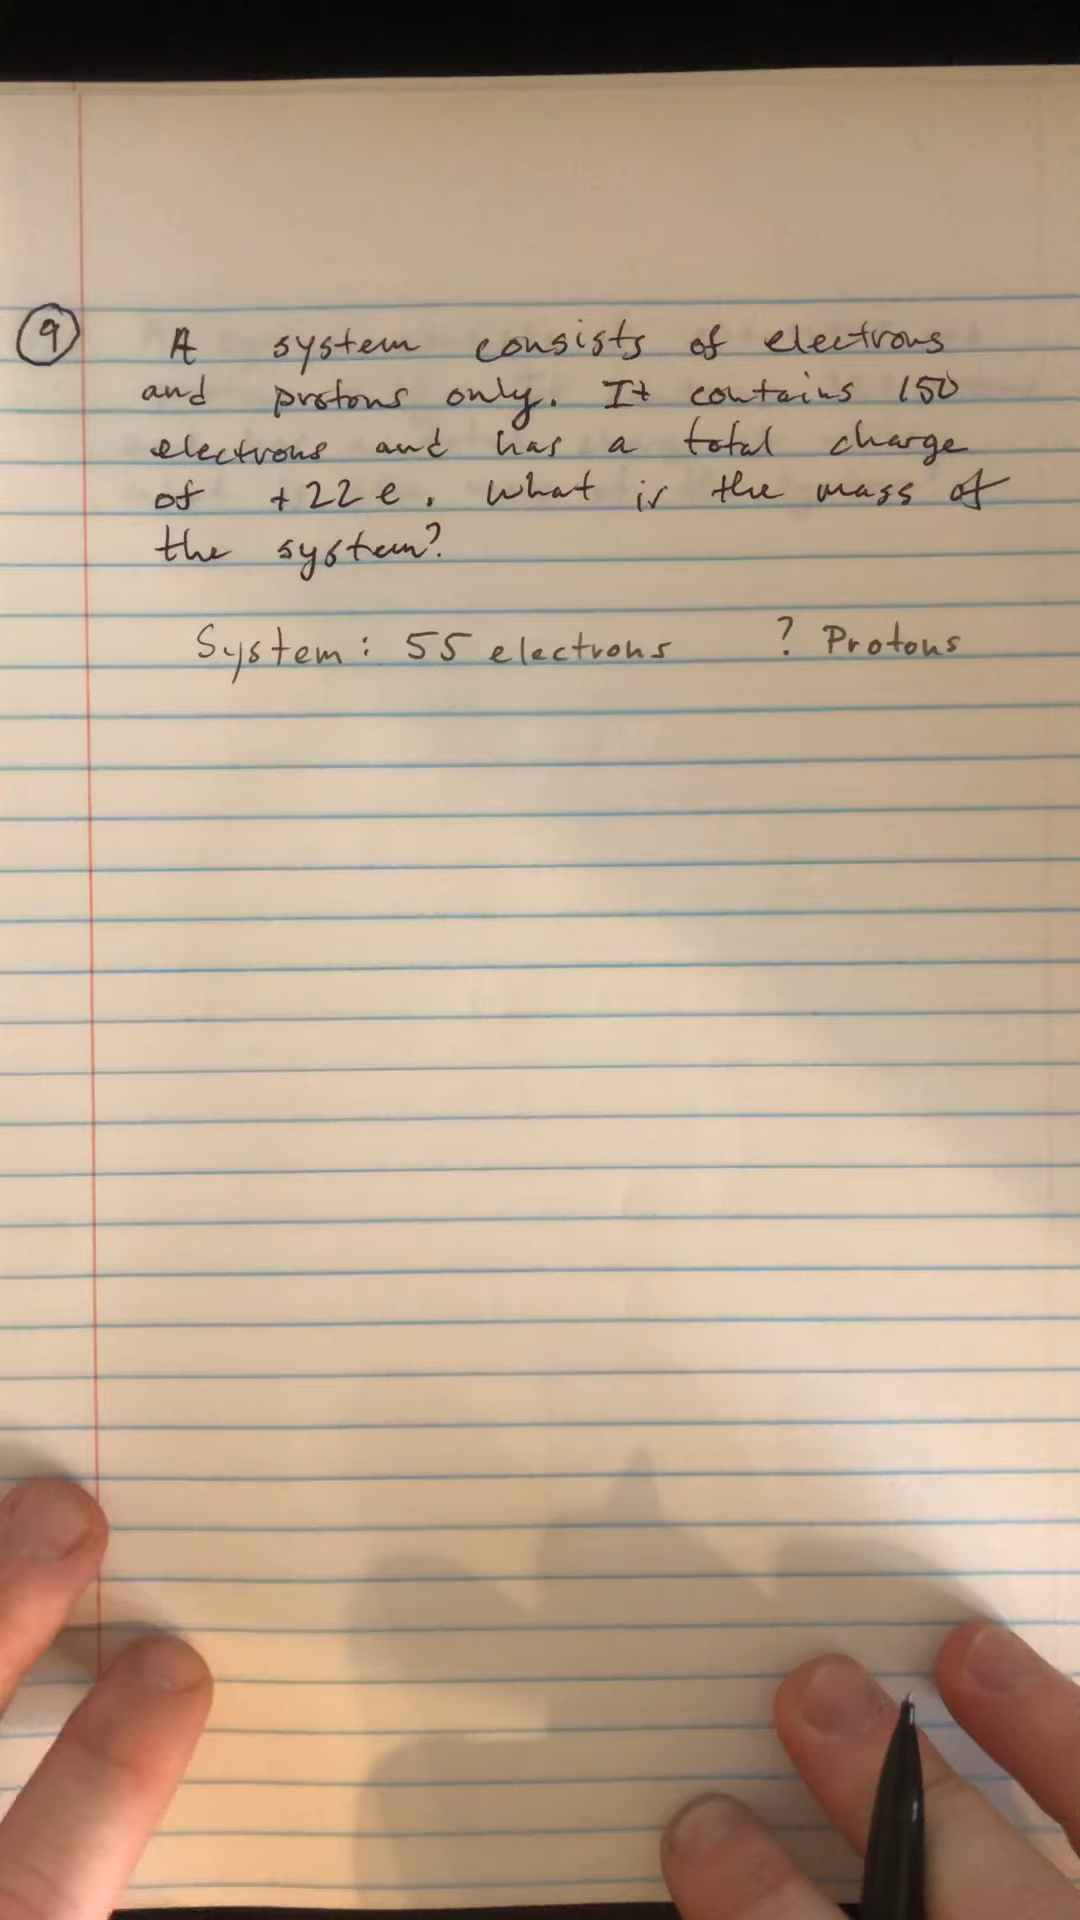 9 A system consists of electrons
and protons only. It contains 150
electrons and has a total charge
of +22e. What is the mass of
the system?
System: 55 electrons ? Protons